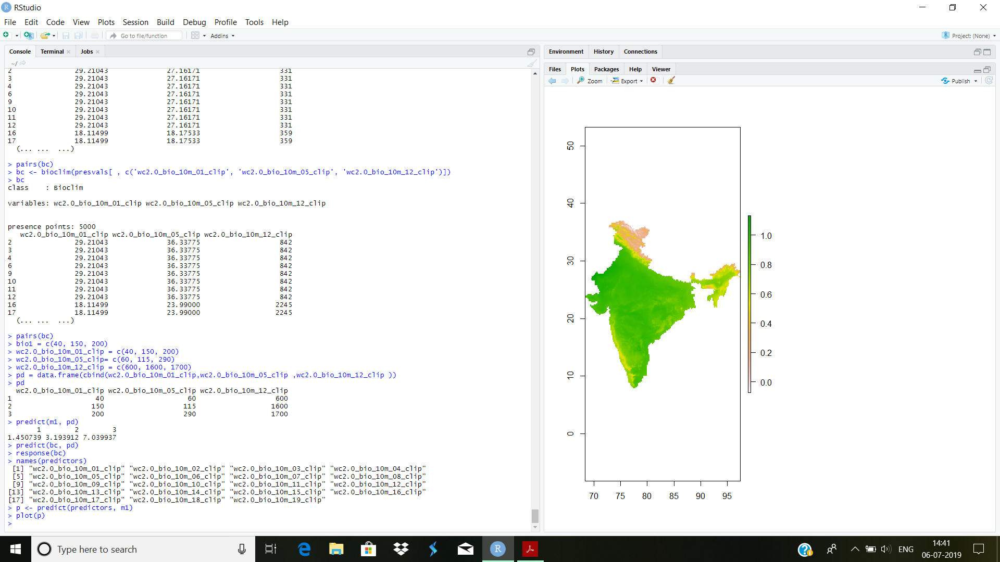 RStudio
File Edit Code View Plots Session Build Debug Profile Tools Help
Go to file/function Addins Project: (None)
Console Terminal Jobs
~/
2 29.21043 27.16171 331
3 29.21043 27.16171 331
4 29.21043 27.16171 331
6 29.21043 27.16171 331
9 29.21043 27.16171 331
10 29.21043 27.16171 331
11 29.21043 27.16171 331
12 29.21043 27.16171 331
16 18.11499 18.17533 359
17 18.11499 18.17533 359
(... ... ...)
> pairs(bc)
> bc <- bioclim(presvals[ , c('wc2.0_bio_10m_01_clip', 'wc2.0_bio_10m_05_clip', 'wc2.0_bio_10m_12_clip')])
> bc
class : Bioclim
variables: wc2.0_bio_10m_01_clip wc2.0_bio_10m_05_clip wc2.0_bio_10m_12_clip
presence points: 5000
wc2.0_bio_10m_01_clip wc2.0_bio_10m_05_clip wc2.0_bio_10m_12_clip
2 29.21043 36.33775 842
3 29.21043 36.33775 842
4 29.21043 36.33775 842
6 29.21043 36.33775 842
9 29.21043 36.33775 842
10 29.21043 36.33775 842
11 29.21043 36.33775 842
12 29.21043 36.33775 842
16 18.11499 23.99000 2245
17 18.11499 23.99000 2245
(... ... ...)
> pairs(bc)
> bio1 = c(40, 150, 200)
> wc2.0_bio_10m_01_clip = c(40, 150, 200)
> wc2.0_bio_10m_05_clip= c(60, 115, 290)
> wc2.0_bio_10m_12_clip = c(600, 1600, 1700)
> pd = data.frame(cbind(wc2.0_bio_10m_01_clip,wc2.0_bio_10m_05_clip ,wc2.0_bio_10m_12_clip ))
> pd
wc2.0_bio_10m_01_clip wc2.0_bio_10m_05_clip wc2.0_bio_10m_12_clip
1 40 60 600
2 150 115 1600
3 200 290 1700
> predict(m1, pd)
1 2 3
1.450739 3.193912 7.039937
> predict(bc, pd)
> response(bc)
> names(predictors)
[1] "wc2.0_bio_10m_01_clip" "wc2.0_bio_10m_02_clip" "wc2.0_bio_10m_03_clip" "wc2.0_bio_10m_04_clip"
[5] "wc2.0_bio_10m_05_clip" "wc2.0_bio_10m_06_clip" "wc2.0_bio_10m_07_clip" "wc2.0_bio_10m_08_clip"
[9] "wc2.0_bio_10m_09_clip" "wc2.0_bio_10m_10_clip" "wc2.0_bio_10m_11_clip" "wc2.0_bio_10m_12_clip"
[13] "wc2.0_bio_10m_13_clip" "wc2.0_bio_10m_14_clip" "wc2.0_bio_10m_15_clip" "wc2.0_bio_10m_16_clip"
[17] "wc2.0_bio_10m_17_clip" "wc2.0_bio_10m_18_clip" "wc2.0_bio_10m_19_clip"
> p <- predict(predictors, m1)
> plot(p)
>
Environment History Connections
Files Plots Packages Help Viewer
Zoom Export Publish
50
40
30
20
10
0
70 75 80 85 90 95
1.0
0.8
0.6
0.4
0.2
0.0
Type here to search
ENG
14:41
06-07-2019